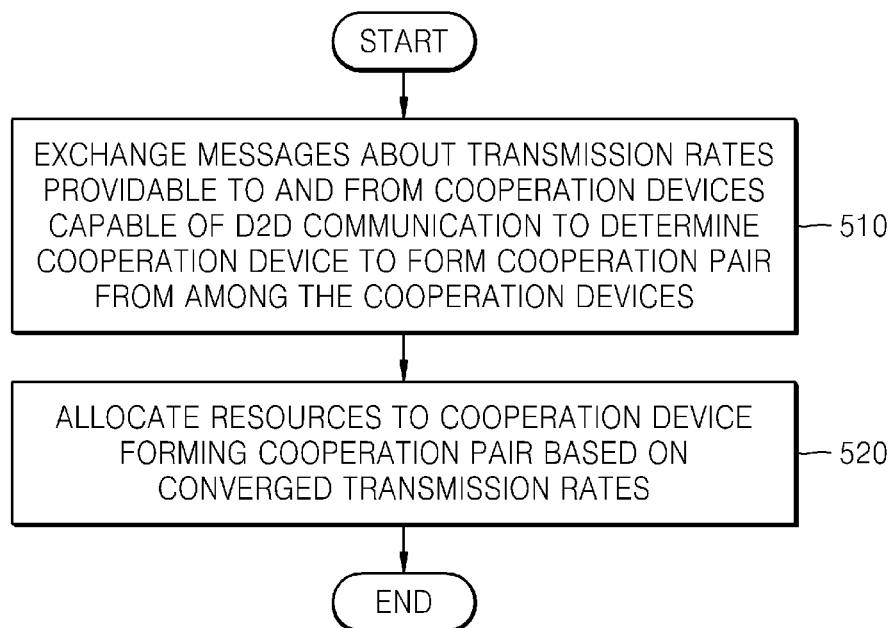 START
EXCHANGE MESSAGES ABOUT TRANSMISSION RATES
PROVIDABLE TO AND FROM COOPERATION DEVICES
CAPABLE OF D2D COMMUNICATION TO DETERMINE
COOPERATION DEVICE TO FORM COOPERATION PAIR
FROM AMONG THE COOPERATION DEVICES
510
ALLOCATE RESOURCES TO COOPERATION DEVICE
FORMING COOPERATION PAIR BASED ON
CONVERGED TRANSMISSION RATES
520
END